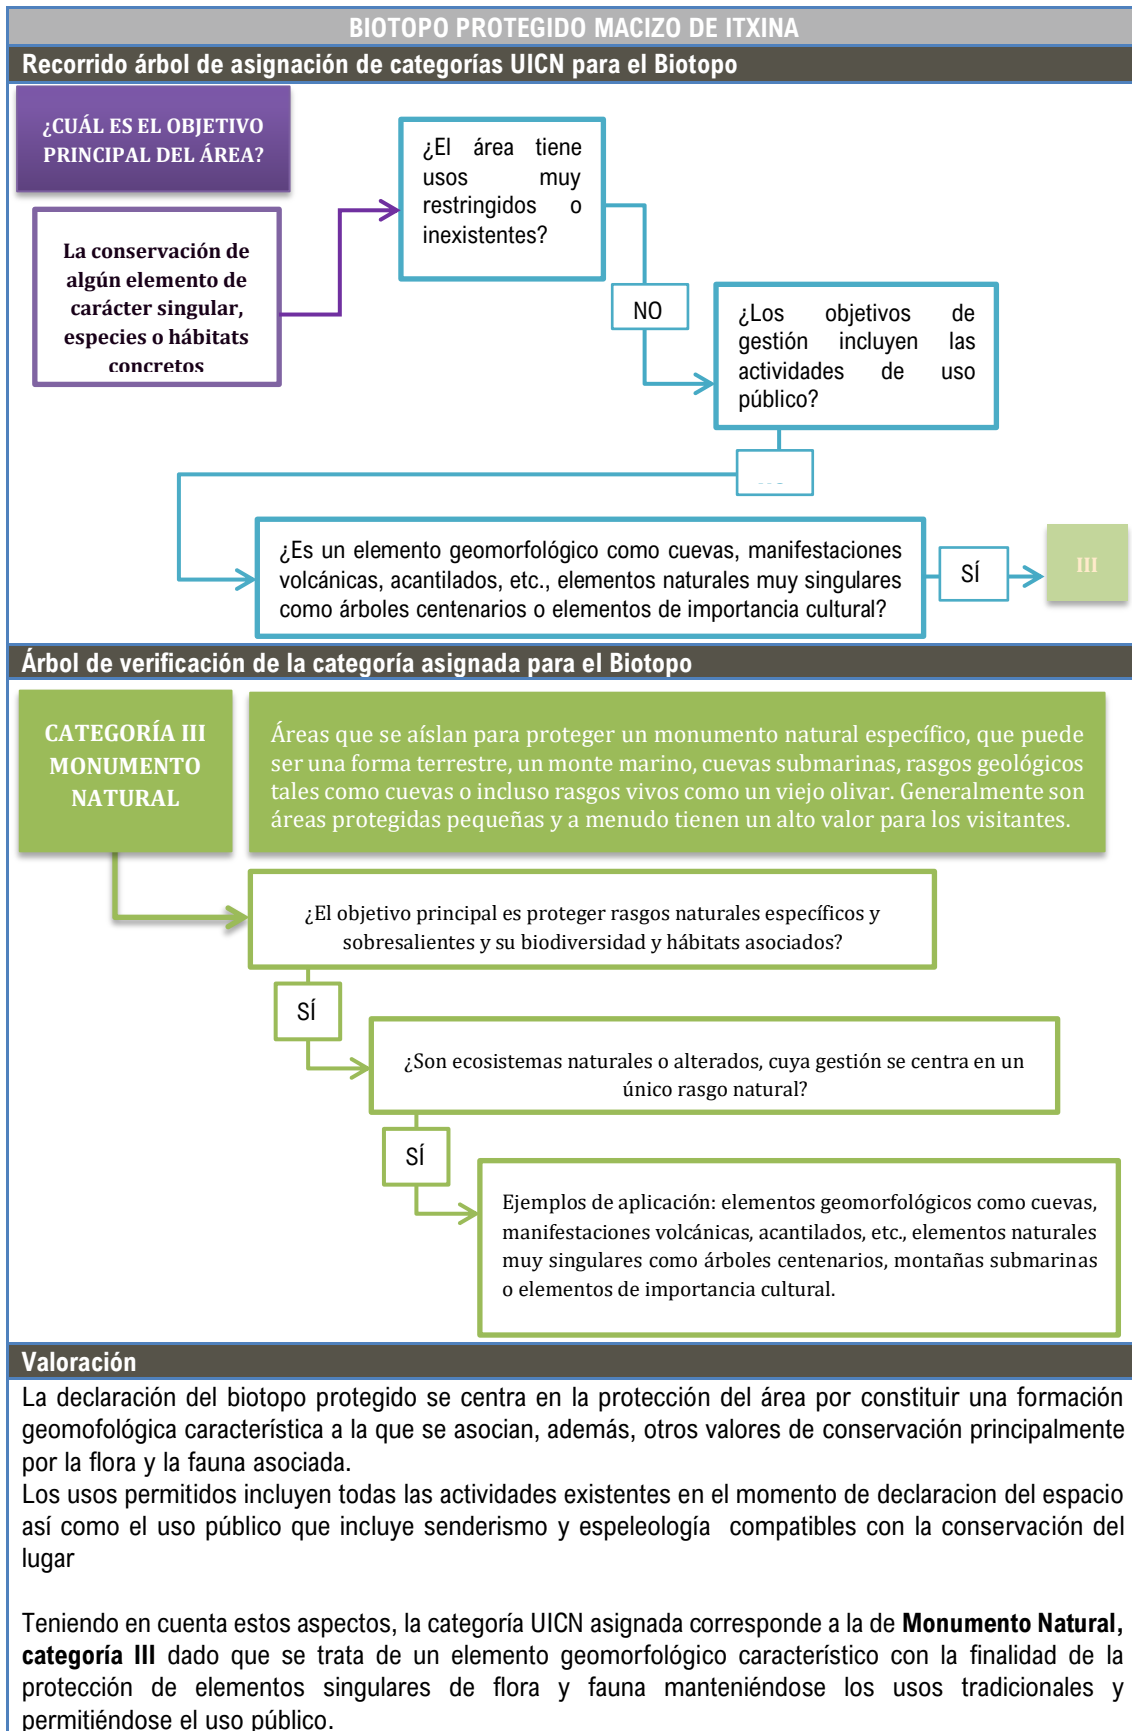 BIOTOPO PROTEGIDO MACIZO DE ITXINA
Recorrido árbol de asignación de categorías UICN para el Biotopo
¿CUÁL ES EL OBJETIVO
PRINCIPAL DEL ÁREA?
La conservación de
algún elemento de
carácter singular,
especies o hábitats
concretos
¿El área tiene
usos muy
restringidos o
inexistentes?
NO
¿Los objetivos de
gestión incluyen las
actividades de uso
público?
¿Es un elemento geomorfológico como cuevas, manifestaciones
volcánicas, acantilados, etc., elementos naturales muy singulares
como árboles centenarios o elementos de importancia cultural?
SÍ
III
Árbol de verificación de la categoría asignada para el Biotopo
CATEGORÍA III
MONUMENTO
NATURAL
Áreas que se aíslan para proteger un monumento natural específico, que puede
ser una forma terrestre, un monte marino, cuevas submarinas, rasgos geológicos
tales como cuevas o incluso rasgos vivos como un viejo olivar. Generalmente son
áreas protegidas pequeñas y a menudo tienen un alto valor para los visitantes.
¿El objetivo principal es proteger rasgos naturales específicos y
sobresalientes y su biodiversidad y hábitats asociados?
SÍ
¿Son ecosistemas naturales o alterados, cuya gestión se centra en un
único rasgo natural?
SÍ
Ejemplos de aplicación: elementos geomorfológicos como cuevas,
manifestaciones volcánicas, acantilados, etc., elementos naturales
muy singulares como árboles centenarios, montañas submarinas
o elementos de importancia cultural.
Valoración
La declaración del biotopo protegido se centra en la protección del área por constituir una formación
geomofológica característica a la que se asocian, además, otros valores de conservación principalmente
por la flora y la fauna asociada.
Los usos permitidos incluyen todas las actividades existentes en el momento de declaracion del espacio
así como el uso público que incluye senderismo y espeleología compatibles con la conservación del
lugar
Teniendo en cuenta estos aspectos, la categoría UICN asignada corresponde a la de Monumento Natural,
categoría III dado que se trata de un elemento geomorfológico característico con la finalidad de la
protección de elementos singulares de flora y fauna manteniéndose los usos tradicionales y
permitiéndose el uso público.